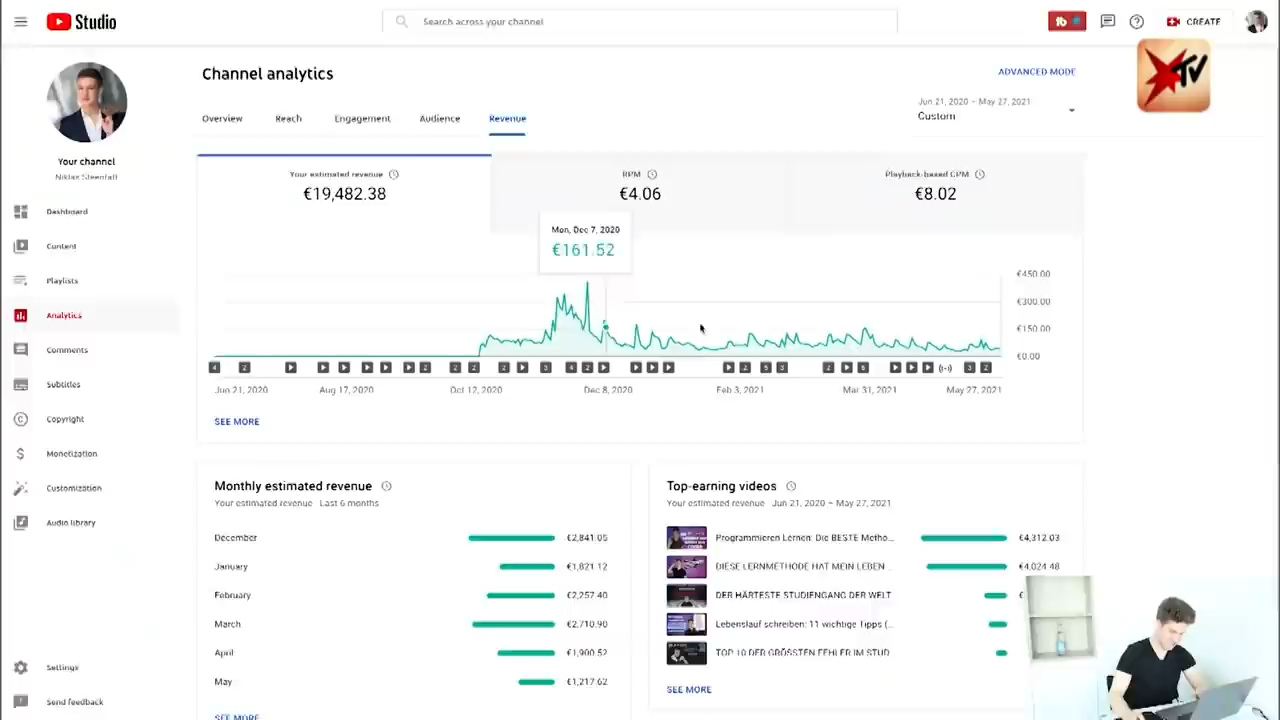 Studio
Search across your channel
CREATE
TV
Channel analytics
ADVANCED MODE
Jun 21, 2020 – May 27, 2021
Custom
Overview
Reach
Engagement
Audience
Revenue
Your channel
Dashboard
Content
Playlists
Analytics
Comments
Subtitles
Copyright
Monetization
Customization
Audio library
Settings
Send feedback
Your estimated revenue
€19,482.38
RPM
€4.06
Playback-based CPM
€8.02
Mon, Dec 7, 2020
€161.52
€450.00
€300.00
€150.00
€0.00
Jun 21, 2020
Aug 17, 2020
Oct 12, 2020
Dec 8, 2020
Feb 3, 2021
Mar 31, 2021
May 27, 2021
SEE MORE
Monthly estimated revenue
Your estimated revenue · Last 6 months
December €2,841.05
January €1,821.12
February €2,257.40
March €2,710.90
April €1,900.52
May €1,217.62
SEE MORE
Top-earning videos
Your estimated revenue · Jun 21, 2020 – May 27, 2021
Programmieren Lernen: Die BESTE Metho... €4,312.03
DIESE LERNMETHODE HAT MEIN LEBEN ... €4,024.48
DER HÄRTESTE STUDIENGANG DER WELT €
Lebenslauf schreiben: 11 wichtige Tipps (...
TOP 10 DER GRÖSSTEN FEHLER IM STUD...
SEE MORE